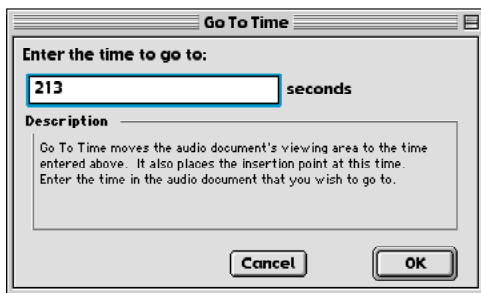 Go To Time
Enter the time to go to:
213 seconds
Description
Go To Time moves the audio document's viewing area to the time
entered above. It also places the insertion point at this time.
Enter the time in the audio document that you wish to go to.
Cancel OK